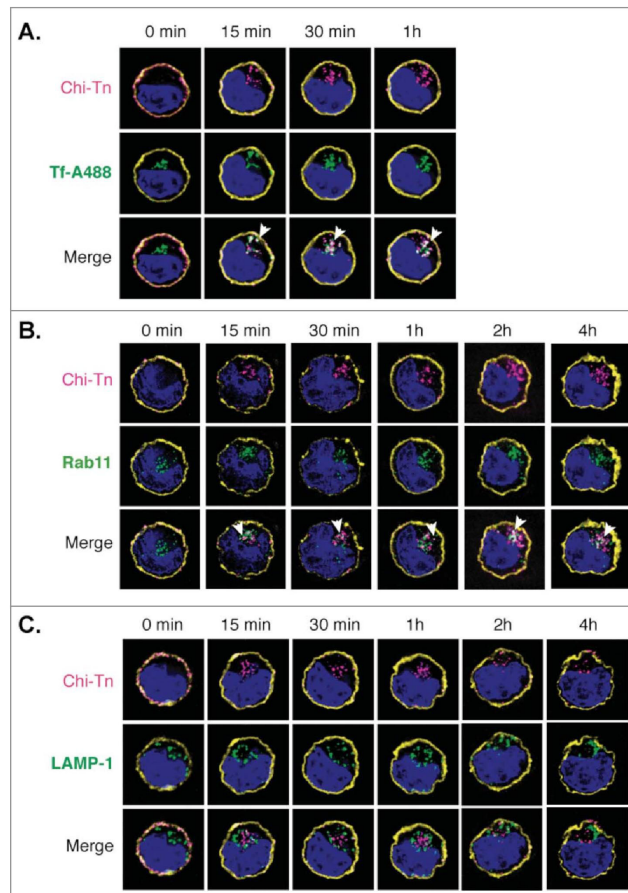 A.
0 min 15 min 30 min 1h
Chi-Tn
Tf-A488
Merge
B.
0 min 15 min 30 min 1h 2h 4h
Chi-Tn
Rab11
Merge
C.
0 min 15 min 30 min 1h 2h 4h
Chi-Tn
LAMP-1
Merge